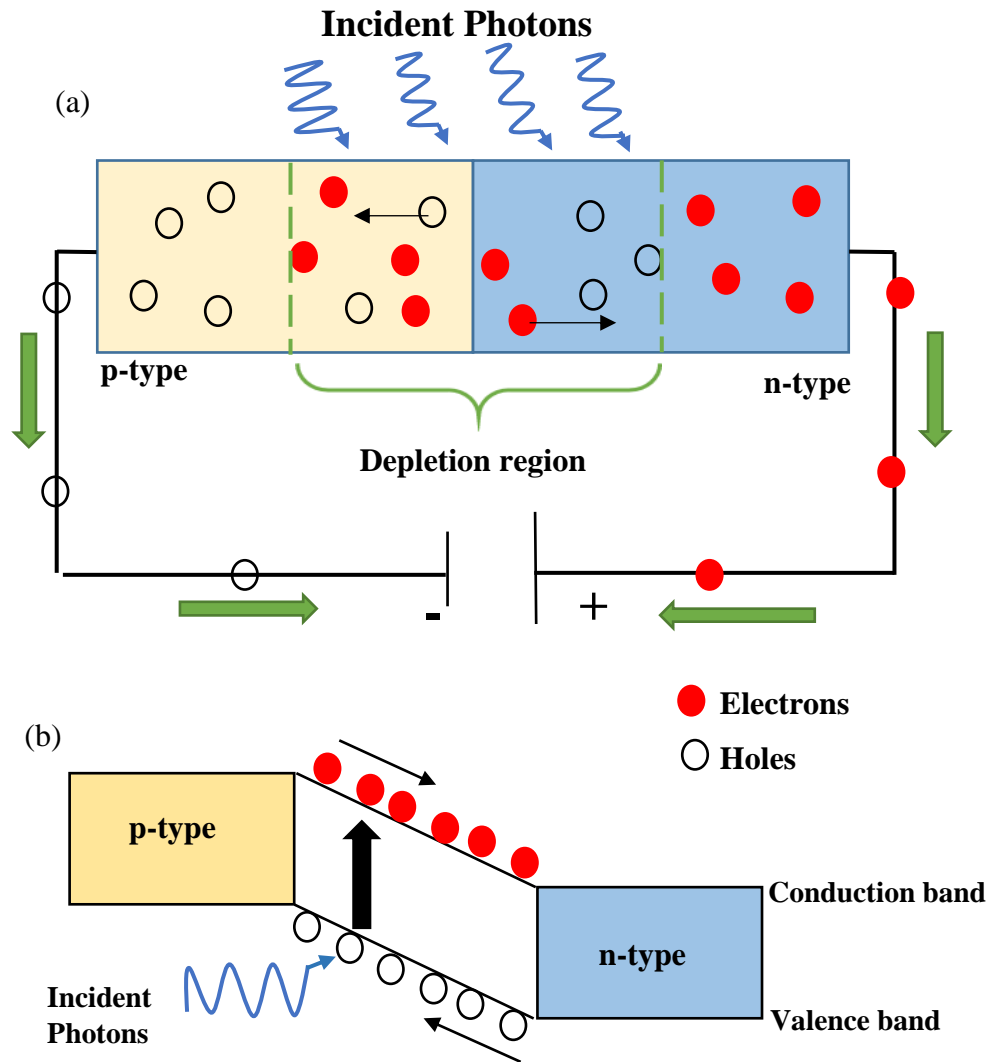 Incident Photons
(a)
p-type
n-type
Depletion region
- +
Electrons
Holes
(b)
p-type
Conduction band
n-type
Incident
Photons
Valence band